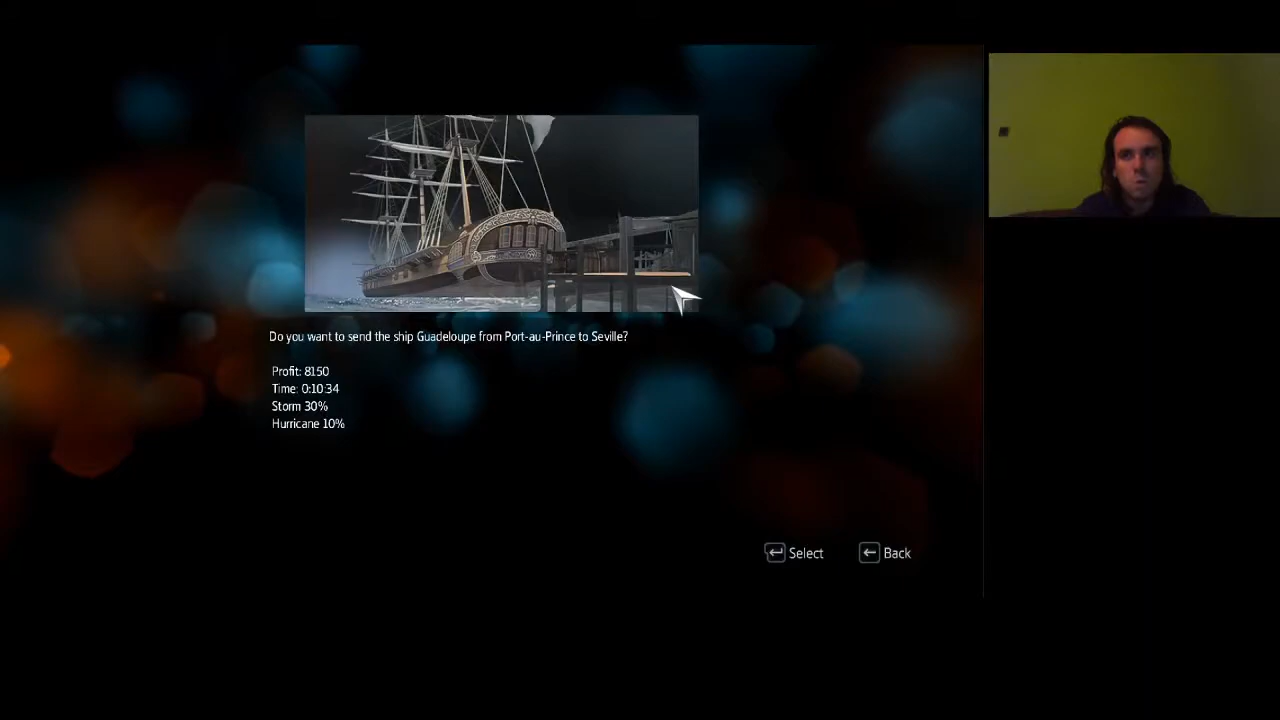 Do you want to send the ship Guadeloupe from Port-au-Prince to Seville?
Profit: 8150
Time: 0:10:34
Storm 30%
Hurricane 10%
Select Back